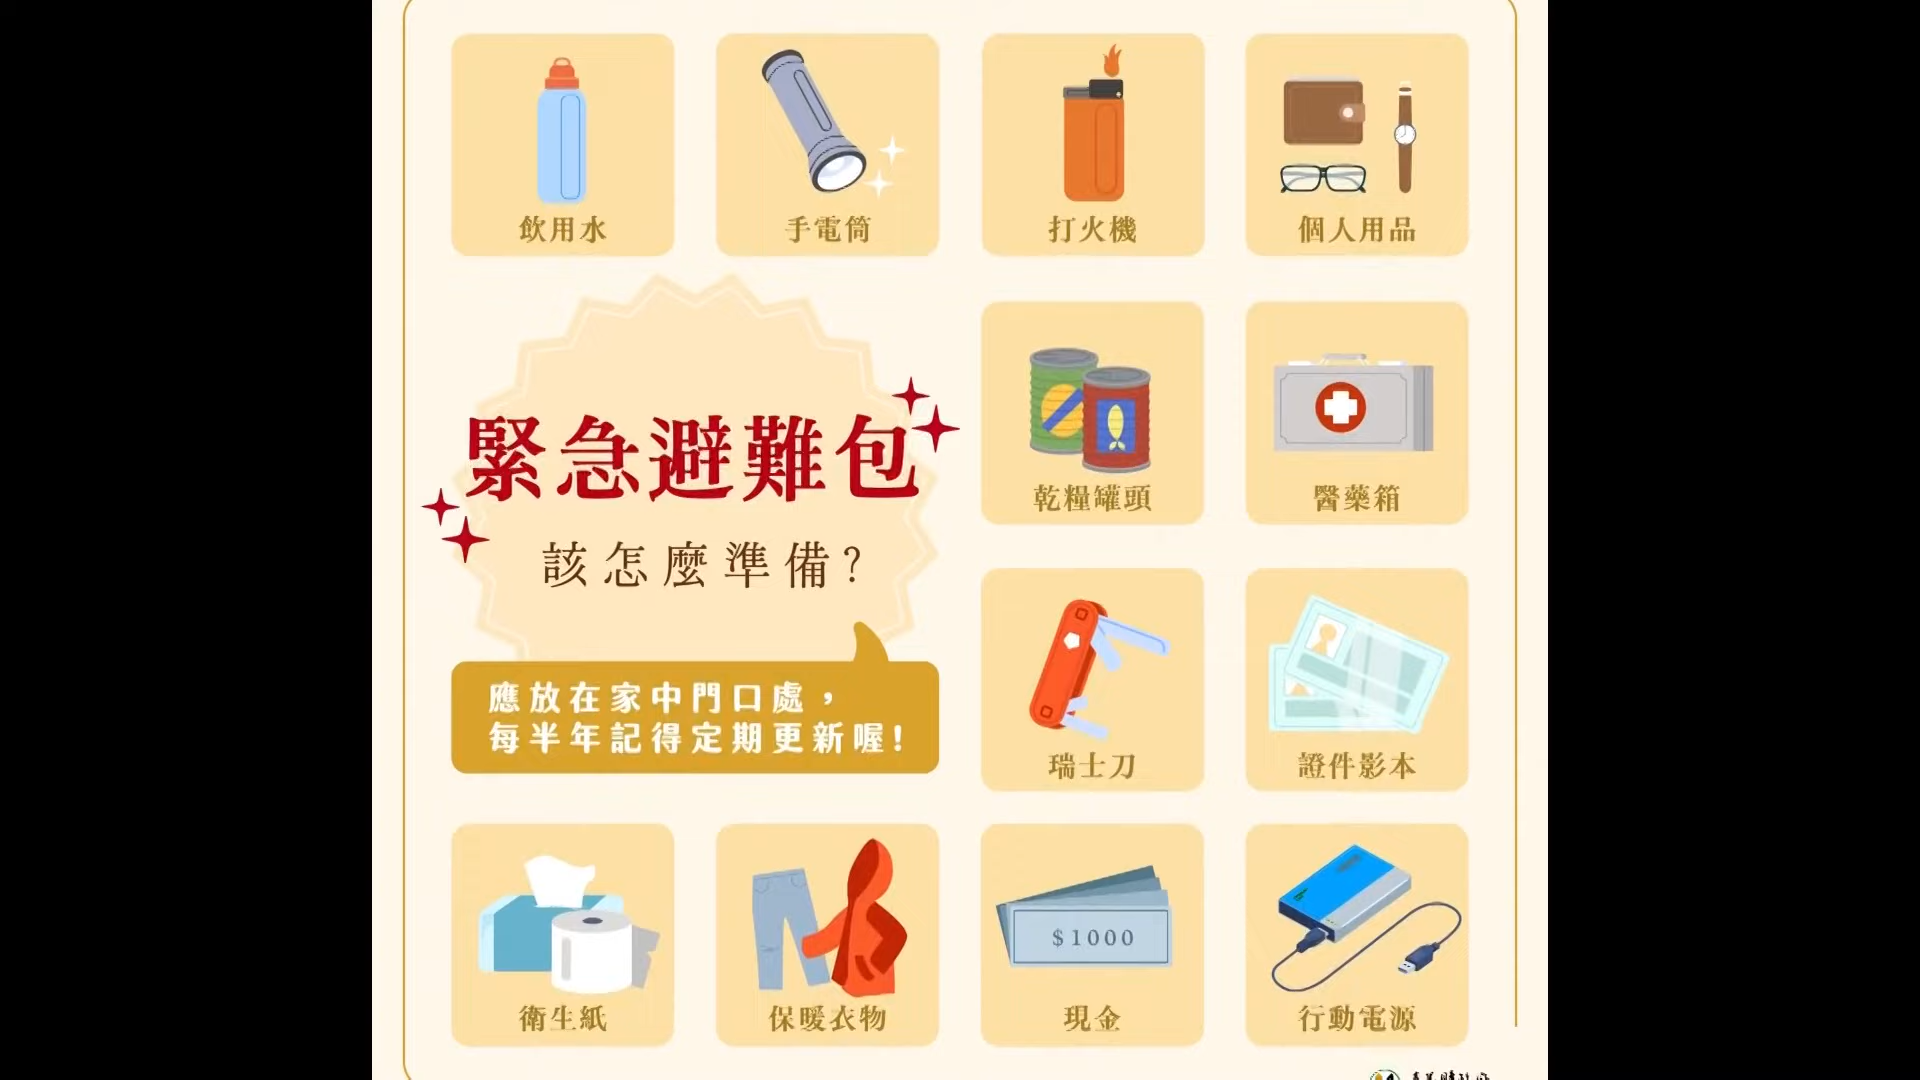 飲用水
手電筒
打火機
個人用品
緊急避難包
該怎麼準備?
應放在家中門口處，
每半年記得定期更新喔!
乾糧罐頭
醫藥箱
瑞士刀
證件影本
衛生紙
保暖衣物
$1000
現金
行動電源